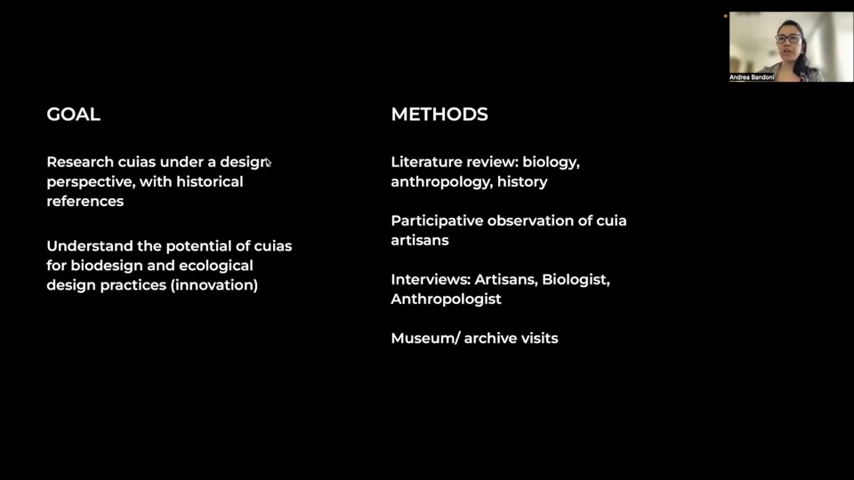 GOAL
Research cuias under a design
perspective, with historical
references
Understand the potential of cuias
for biodesign and ecological
design practices (innovation)
METHODS
Literature review: biology,
anthropology, history
Participative observation of cuia
artisans
Interviews: Artisans, Biologist,
Anthropologist
Museum/ archive visits
Andrea Bandoni